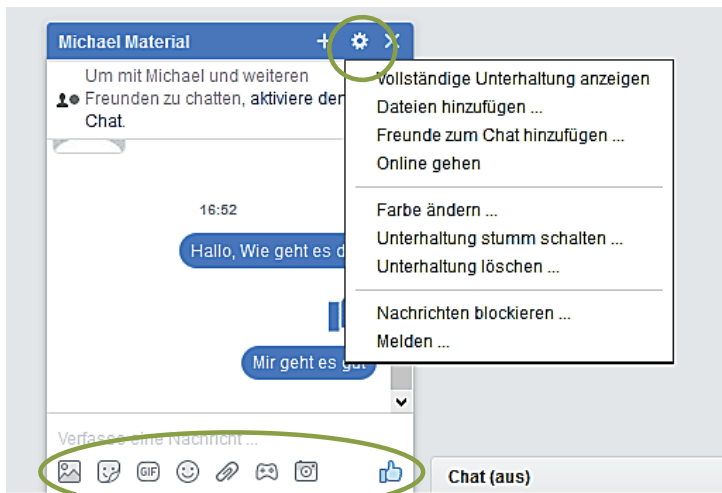 Michael Material
Um mit Michael und weiteren
Freunden zu chatten, aktiviere den
Chat.
16:52
Hallo, Wie geht es d
Mir geht es gut
Verfasse eine Nachricht ...
GIF
Vollständige Unterhaltung anzeigen
Dateien hinzufügen ...
Freunde zum Chat hinzufügen ...
Online gehen
Farbe ändern ...
Unterhaltung stumm schalten ...
Unterhaltung löschen ...
Nachrichten blockieren ...
Melden ...
Chat (aus)